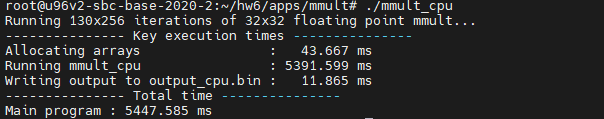 root@u96v2-sbc-base-2020-2:~/hw6/apps/mmult# ./mmult_cpu
Running 130x256 iterations of 32x32 floating point mmult...
--------------- Key execution times ---------------
Allocating arrays             :   43.667 ms
Running mmult_cpu             : 5391.599 ms
Writing output to output_cpu.bin :   11.865 ms
--------------- Total time ---------------
Main program : 5447.585 ms